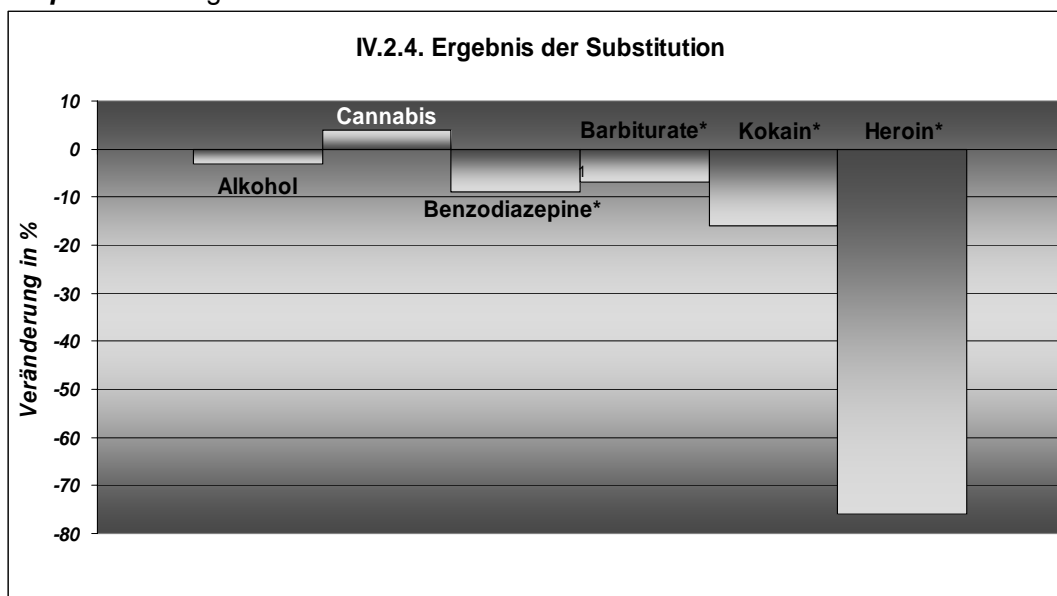 IV.2.4. Ergebnis der Substitution
10
0
-10
-20
-30
-40
-50
-60
-70
-80
Veränderung in %
Alkohol
Cannabis
Benzodiazepine*
Barbiturate*
1
Kokain*
Heroin*